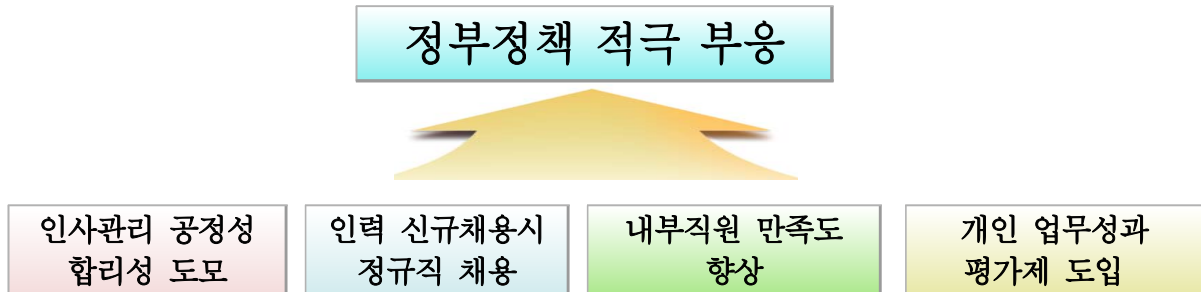 정부정책 적극 부응
인사관리 공정성
합리성 도모
인력 신규채용시
정규직 채용
내부직원 만족도
향상
개인 업무성과
평가제 도입